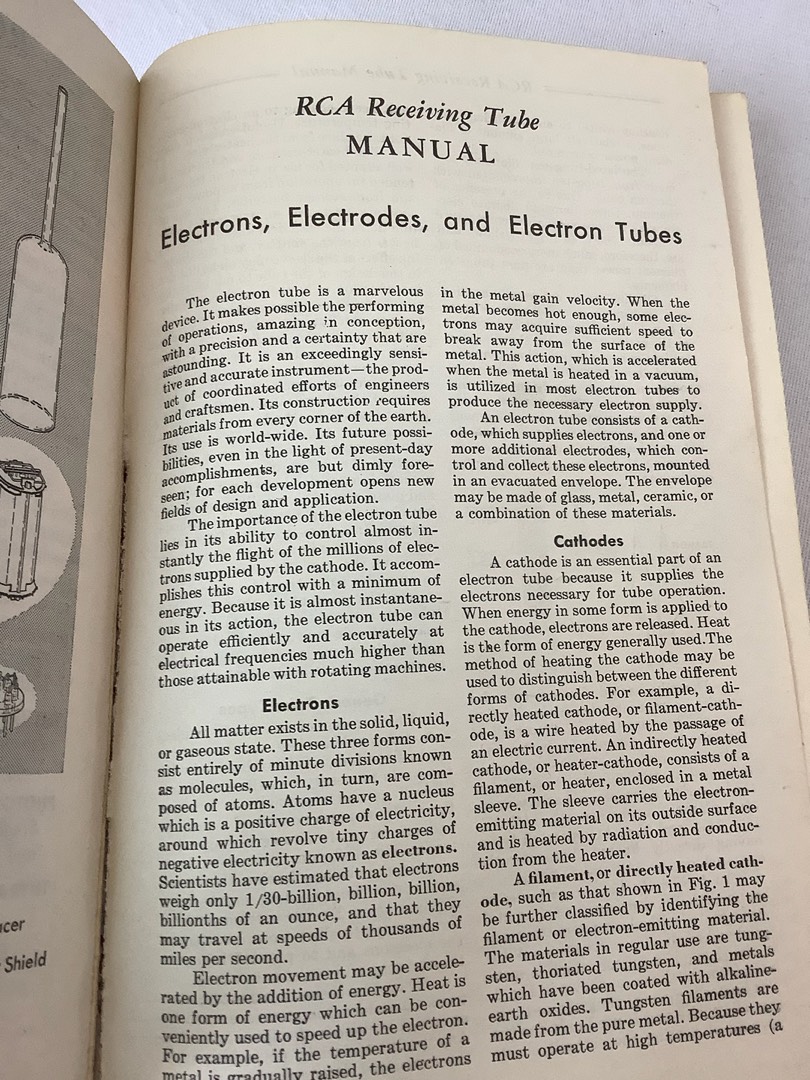 RCA Receiving Tube
MANUAL
Electrons, Electrodes, and Electron Tubes
The electron tube is a marvelous
device. It makes possible the performing
of operations, amazing in conception,
with a precision and a certainty that are
astounding. It is an exceedingly sensi-
tive and accurate instrument—the prod-
uct of coordinated efforts of engineers
and craftsmen. Its construction requires
materials from every corner of the earth.
Its use is world-wide. Its future possi-
bilities, even in the light of present-day
accomplishments, are but dimly fore-
seen; for each development opens new
fields of design and application.
The importance of the electron tube
lies in its ability to control almost in-
stantly the flight of the millions of elec-
trons supplied by the cathode. It accom-
plishes this control with a minimum of
energy. Because it is almost instantane-
ous in its action, the electron tube can
operate efficiently and accurately at
electrical frequencies much higher than
those attainable with rotating machines.
Electrons
All matter exists in the solid, liquid,
or gaseous state. These three forms con-
sist entirely of minute divisions known
as molecules, which, in turn, are com-
posed of atoms. Atoms have a nucleus
which is a positive charge of electricity,
around which revolve tiny charges of
negative electricity known as electrons.
Scientists have estimated that electrons
weigh only 1/30-billion, billion, billion,
billionths of an ounce, and that they
may travel at speeds of thousands of
miles per second.
Electron movement may be accele-
rated by the addition of energy. Heat is
one form of energy which can be con-
veniently used to speed up the electron.
For example, if the temperature of a
metal is gradually raised, the electrons
in the metal gain velocity. When the
metal becomes hot enough, some elec-
trons may acquire sufficient speed to
break away from the surface of the
metal. This action, which is accelerated
when the metal is heated in a vacuum,
is utilized in most electron tubes to
produce the necessary electron supply.
An electron tube consists of a cath-
ode, which supplies electrons, and one or
more additional electrodes, which con-
trol and collect these electrons, mounted
in an evacuated envelope. The envelope
may be made of glass, metal, ceramic, or
a combination of these materials.
Cathodes
A cathode is an essential part of an
electron tube because it supplies the
electrons necessary for tube operation.
When energy in some form is applied to
the cathode, electrons are released. Heat
is the form of energy generally used.The
method of heating the cathode may be
used to distinguish between the different
forms of cathodes. For example, a di-
rectly heated cathode, or filament-cath-
ode, is a wire heated by the passage of
an electric current. An indirectly heated
cathode, or heater-cathode, consists of a
filament, or heater, enclosed in a metal
sleeve. The sleeve carries the electron-
emitting material on its outside surface
and is heated by radiation and conduc-
tion from the heater.
A filament, or directly heated cath-
ode, such as that shown in Fig. 1 may
be further classified by identifying the
filament or electron-emitting material.
The materials in regular use are tung-
sten, thoriated tungsten, and metals
which have been coated with alkaline-
earth oxides. Tungsten filaments are
made from the pure metal. Because they
must operate at high temperatures (a
Shield